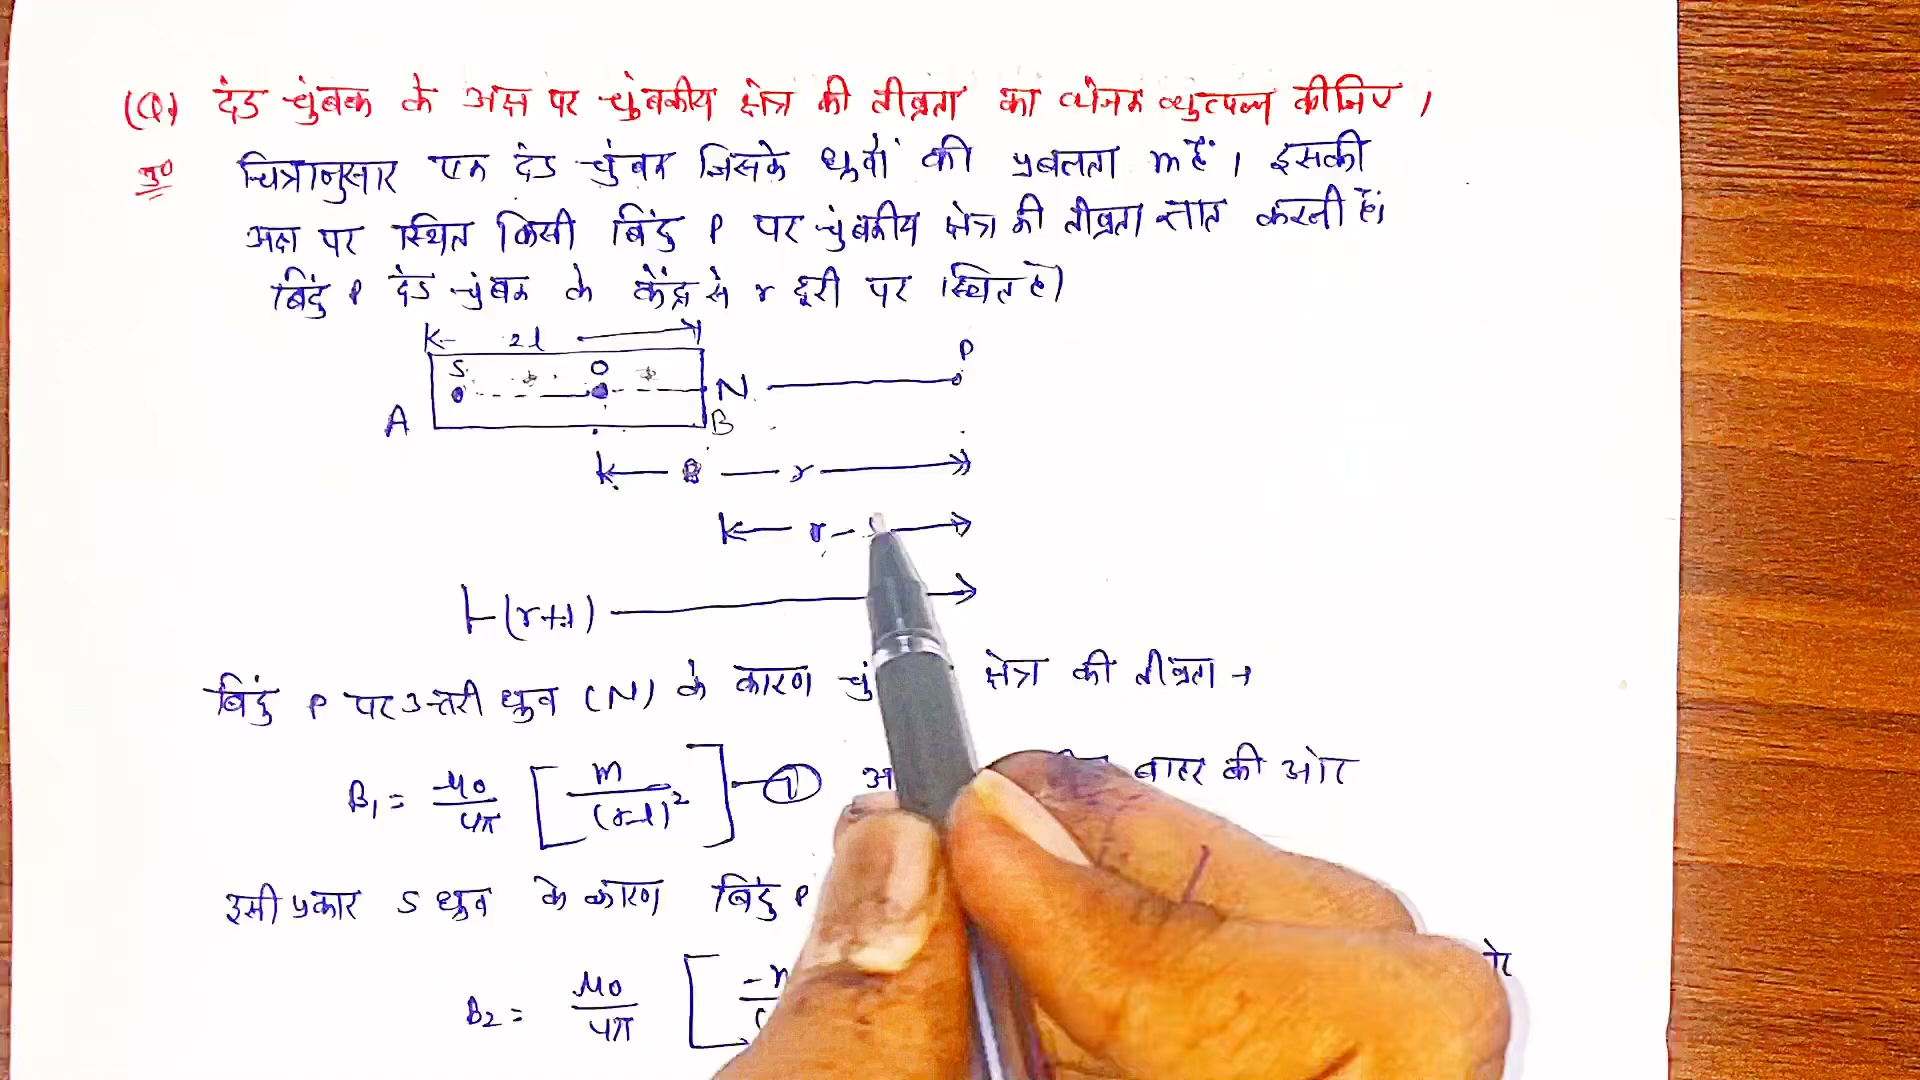 (Q) दंड चुंबक के अक्ष पर चुंबकीय क्षेत्र की तीव्रता का व्यंजक व्युत्पन्न कीजिए ।
उ० चित्रानुसार एक दंड चुंबक जिसके ध्रुवों की प्रबलता m हैं । इसकी
अक्ष पर स्थित किसी बिंदु P पर चुंबकीय क्षेत्र की तीव्रता ज्ञात करनी है।
बिंदु P दंड चुंबक के केंद्र से r दूरी पर स्थित है।
2l
S O P
N
A B
r
r-
(r+l)
बिंदु P पर उत्तरी ध्रुव (N) के कारण चुं क्षेत्र की तीव्रता →
B₁ = μ₀/4π [m/(r-l)²] — ① बाहर की ओर
इसी प्रकार S ध्रुव के कारण बिंदु P
B₂ = μ₀/4π [-m